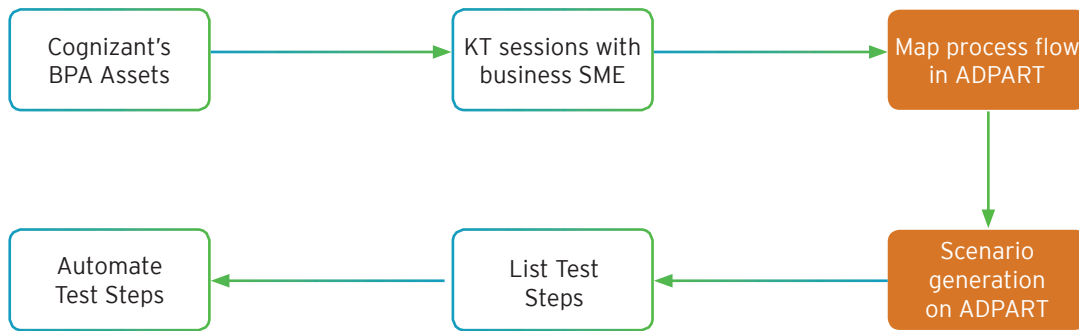 Cognizant’s
BPA Assets
KT sessions with
business SME
Map process flow
in ADPART
Scenario
generation
on ADPART
List Test
Steps
Automate
Test Steps